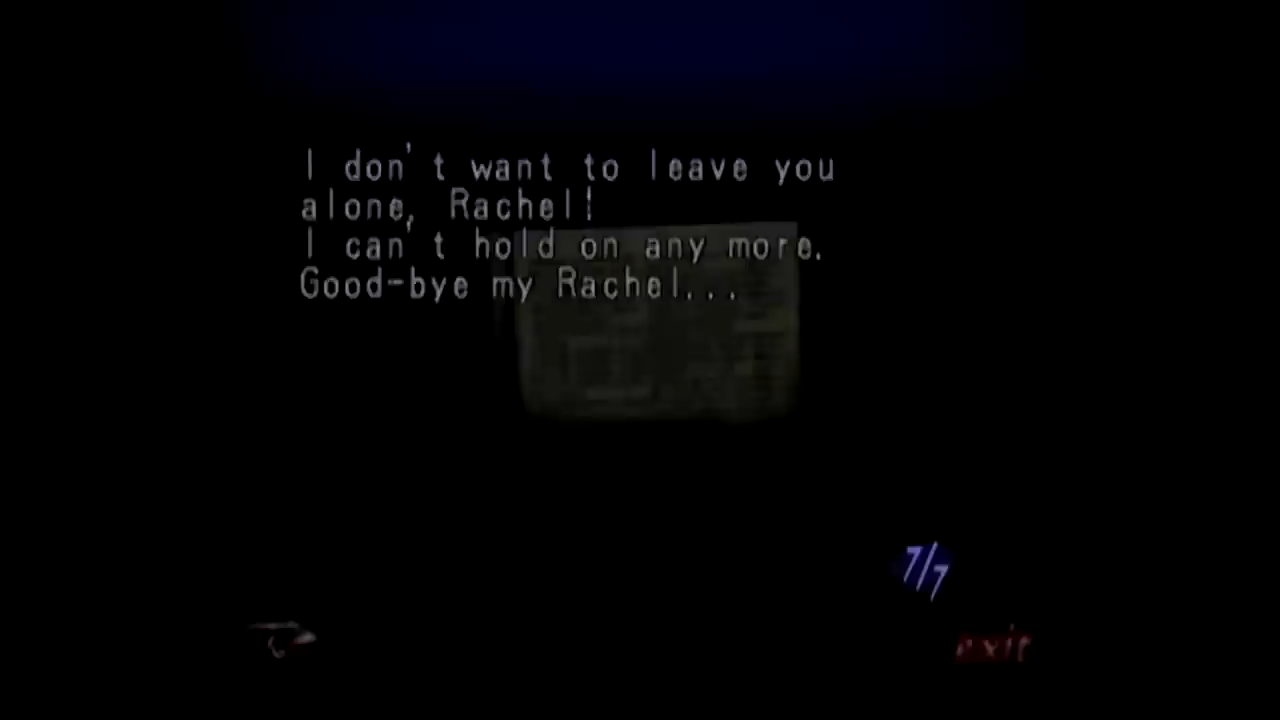 I don't want to leave you
alone, Rachel!
I can't hold on any more.
Good-bye my Rachel...
7/7
exit